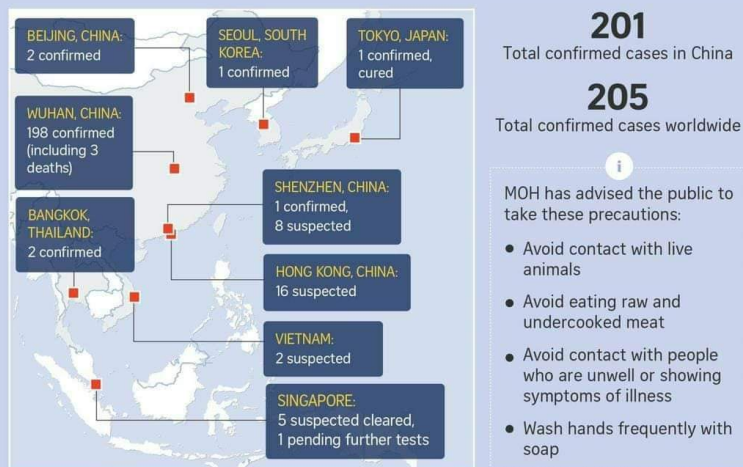 BEIJING, CHINA:
2 confirmed
SEOUL, SOUTH
KOREA:
1 confirmed
TOKYO, JAPAN:
1 confirmed,
cured
WUHAN, CHINA:
198 confirmed
(including 3
deaths)
SHENZHEN, CHINA:
1 confirmed,
8 suspected
BANGKOK,
THAILAND:
2 confirmed
HONG KONG, CHINA:
16 suspected
VIETNAM:
2 suspected
SINGAPORE:
5 suspected cleared,
1 pending further tests
201
Total confirmed cases in China
205
Total confirmed cases worldwide
i
MOH has advised the public to
take these precautions:
• Avoid contact with live
animals
• Avoid eating raw and
undercooked meat
• Avoid contact with people
who are unwell or showing
symptoms of illness
• Wash hands frequently with
soap